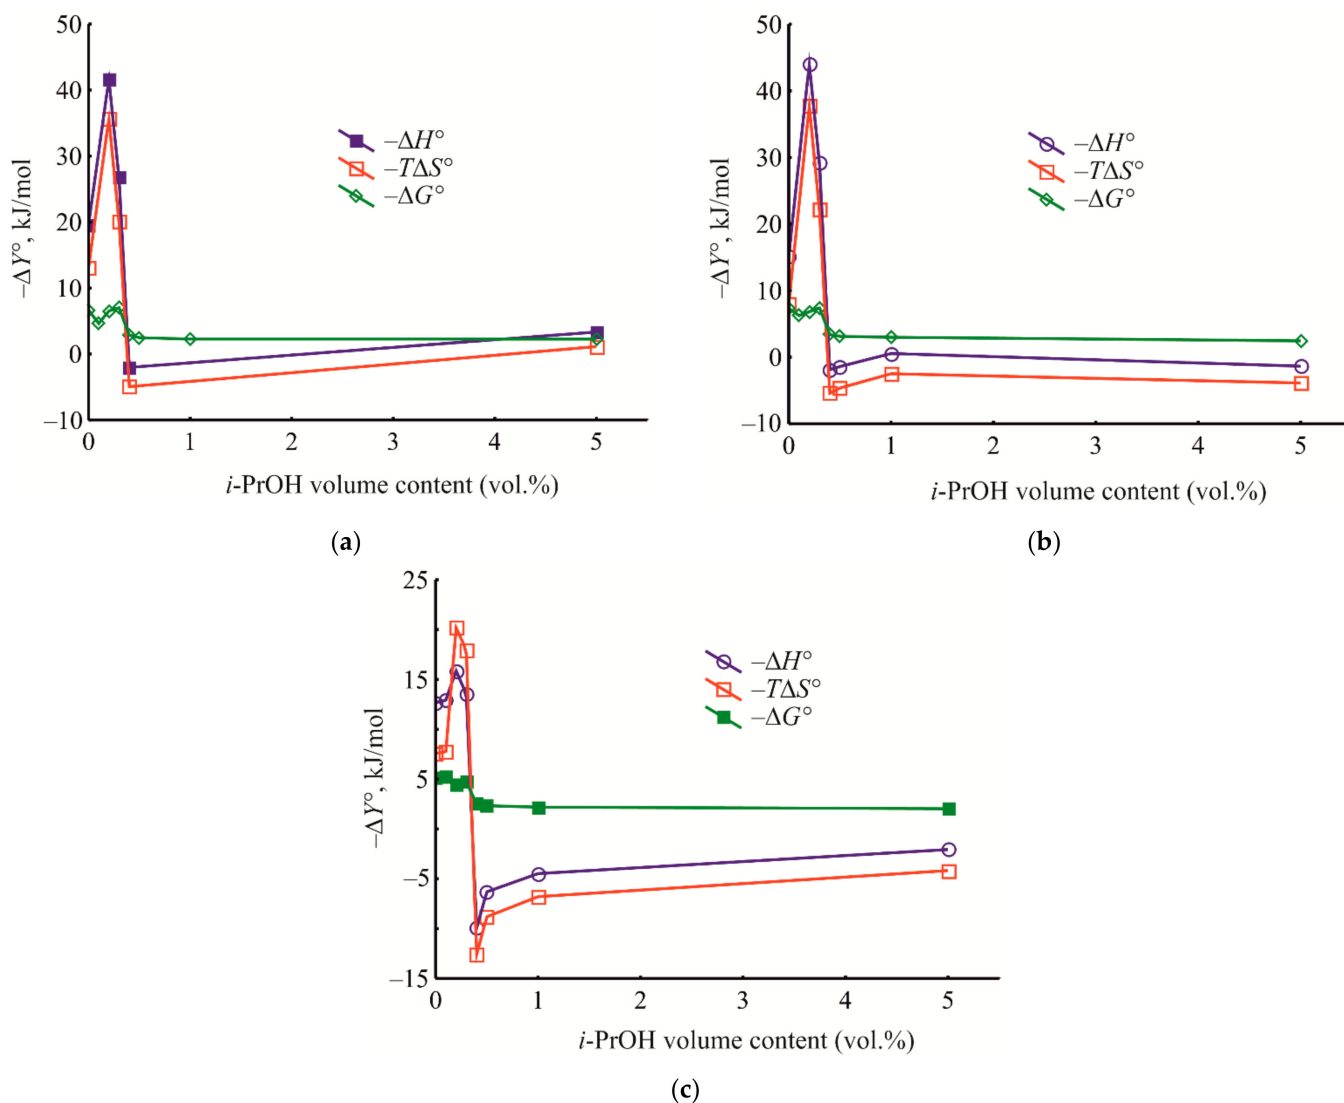 50
40
30
20
10
0
–10
–ΔY°, kJ/mol
–ΔH°
–TΔS°
–ΔG°
0 1 2 3 4 5
i-PrOH volume content (vol.%)
(a)
50
40
30
20
10
0
–10
–ΔY°, kJ/mol
–ΔH°
–TΔS°
–ΔG°
0 1 2 3 4 5
i-PrOH volume content (vol.%)
(b)
25
15
5
–5
–15
–ΔY°, kJ/mol
–ΔH°
–TΔS°
–ΔG°
0 1 2 3 4 5
i-PrOH volume content (vol.%)
(c)